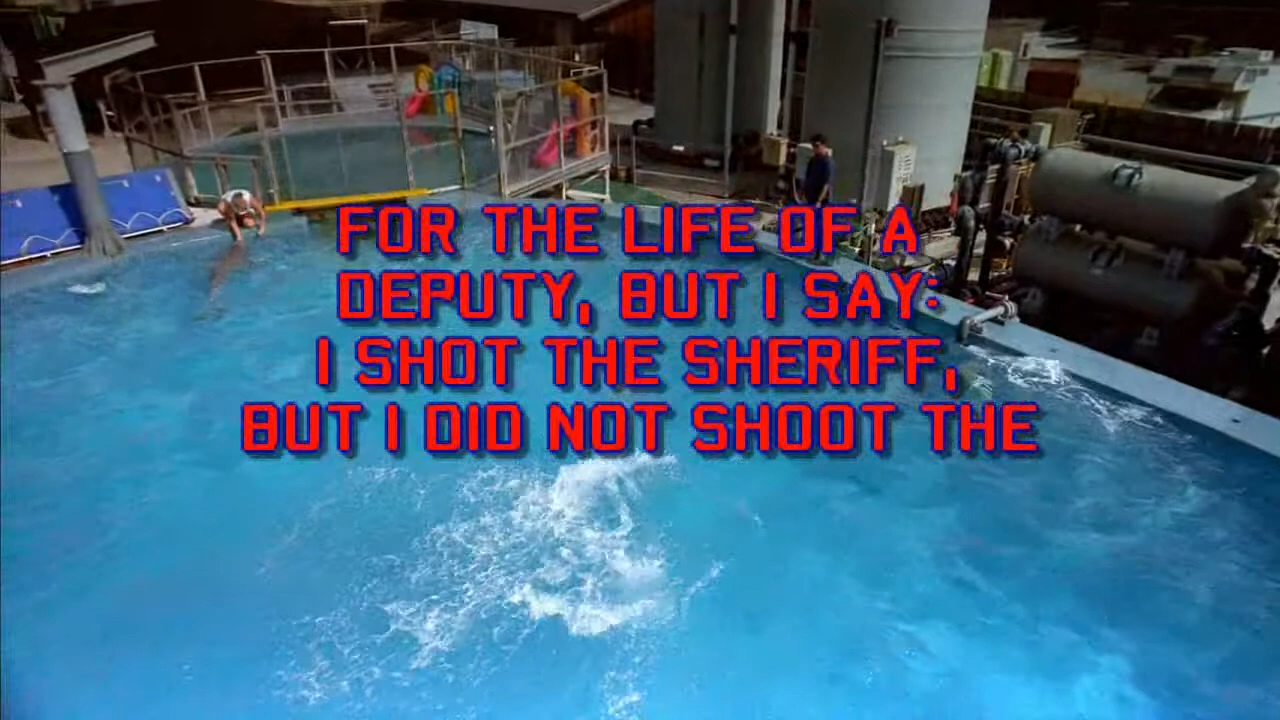 FOR THE LIFE OF A
DEPUTY, BUT I SAY:
I SHOT THE SHERIFF,
BUT I DID NOT SHOOT THE